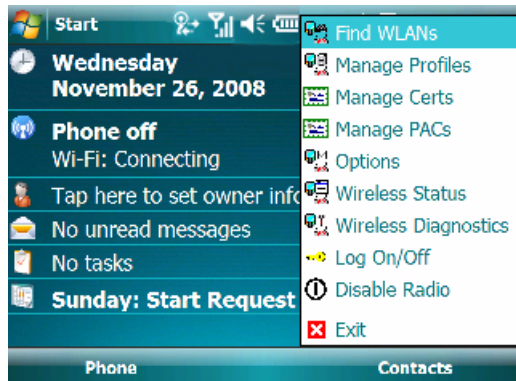 Start
Wednesday
November 26, 2008
Phone off
Wi-Fi: Connecting
Tap here to set owner info
No unread messages
No tasks
Sunday: Start Request
Find WLANs
Manage Profiles
Manage Certs
Manage PACs
Options
Wireless Status
Wireless Diagnostics
Log On/Off
Disable Radio
Exit
Phone
Contacts